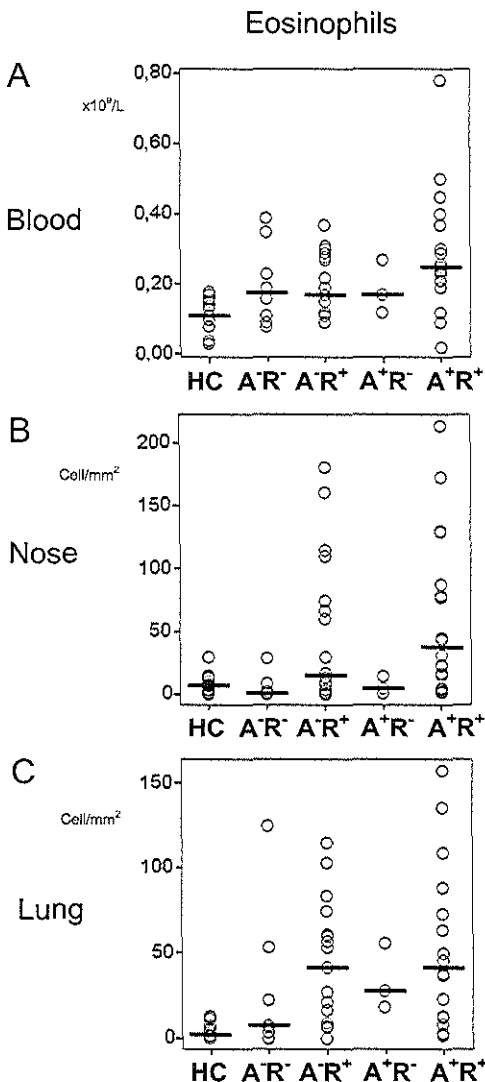 Eosinophils
A
x10⁹/L
Blood
0,80
0,60
0,40
0,20
0,00
HC A⁻R⁻ A⁻R⁺ A⁺R⁻ A⁺R⁺
B
Cell/mm²
Nose
200
150
100
50
0
HC A⁻R⁻ A⁻R⁺ A⁺R⁻ A⁺R⁺
C
Cell/mm²
Lung
150
100
50
0
HC A⁻R⁻ A⁻R⁺ A⁺R⁻ A⁺R⁺